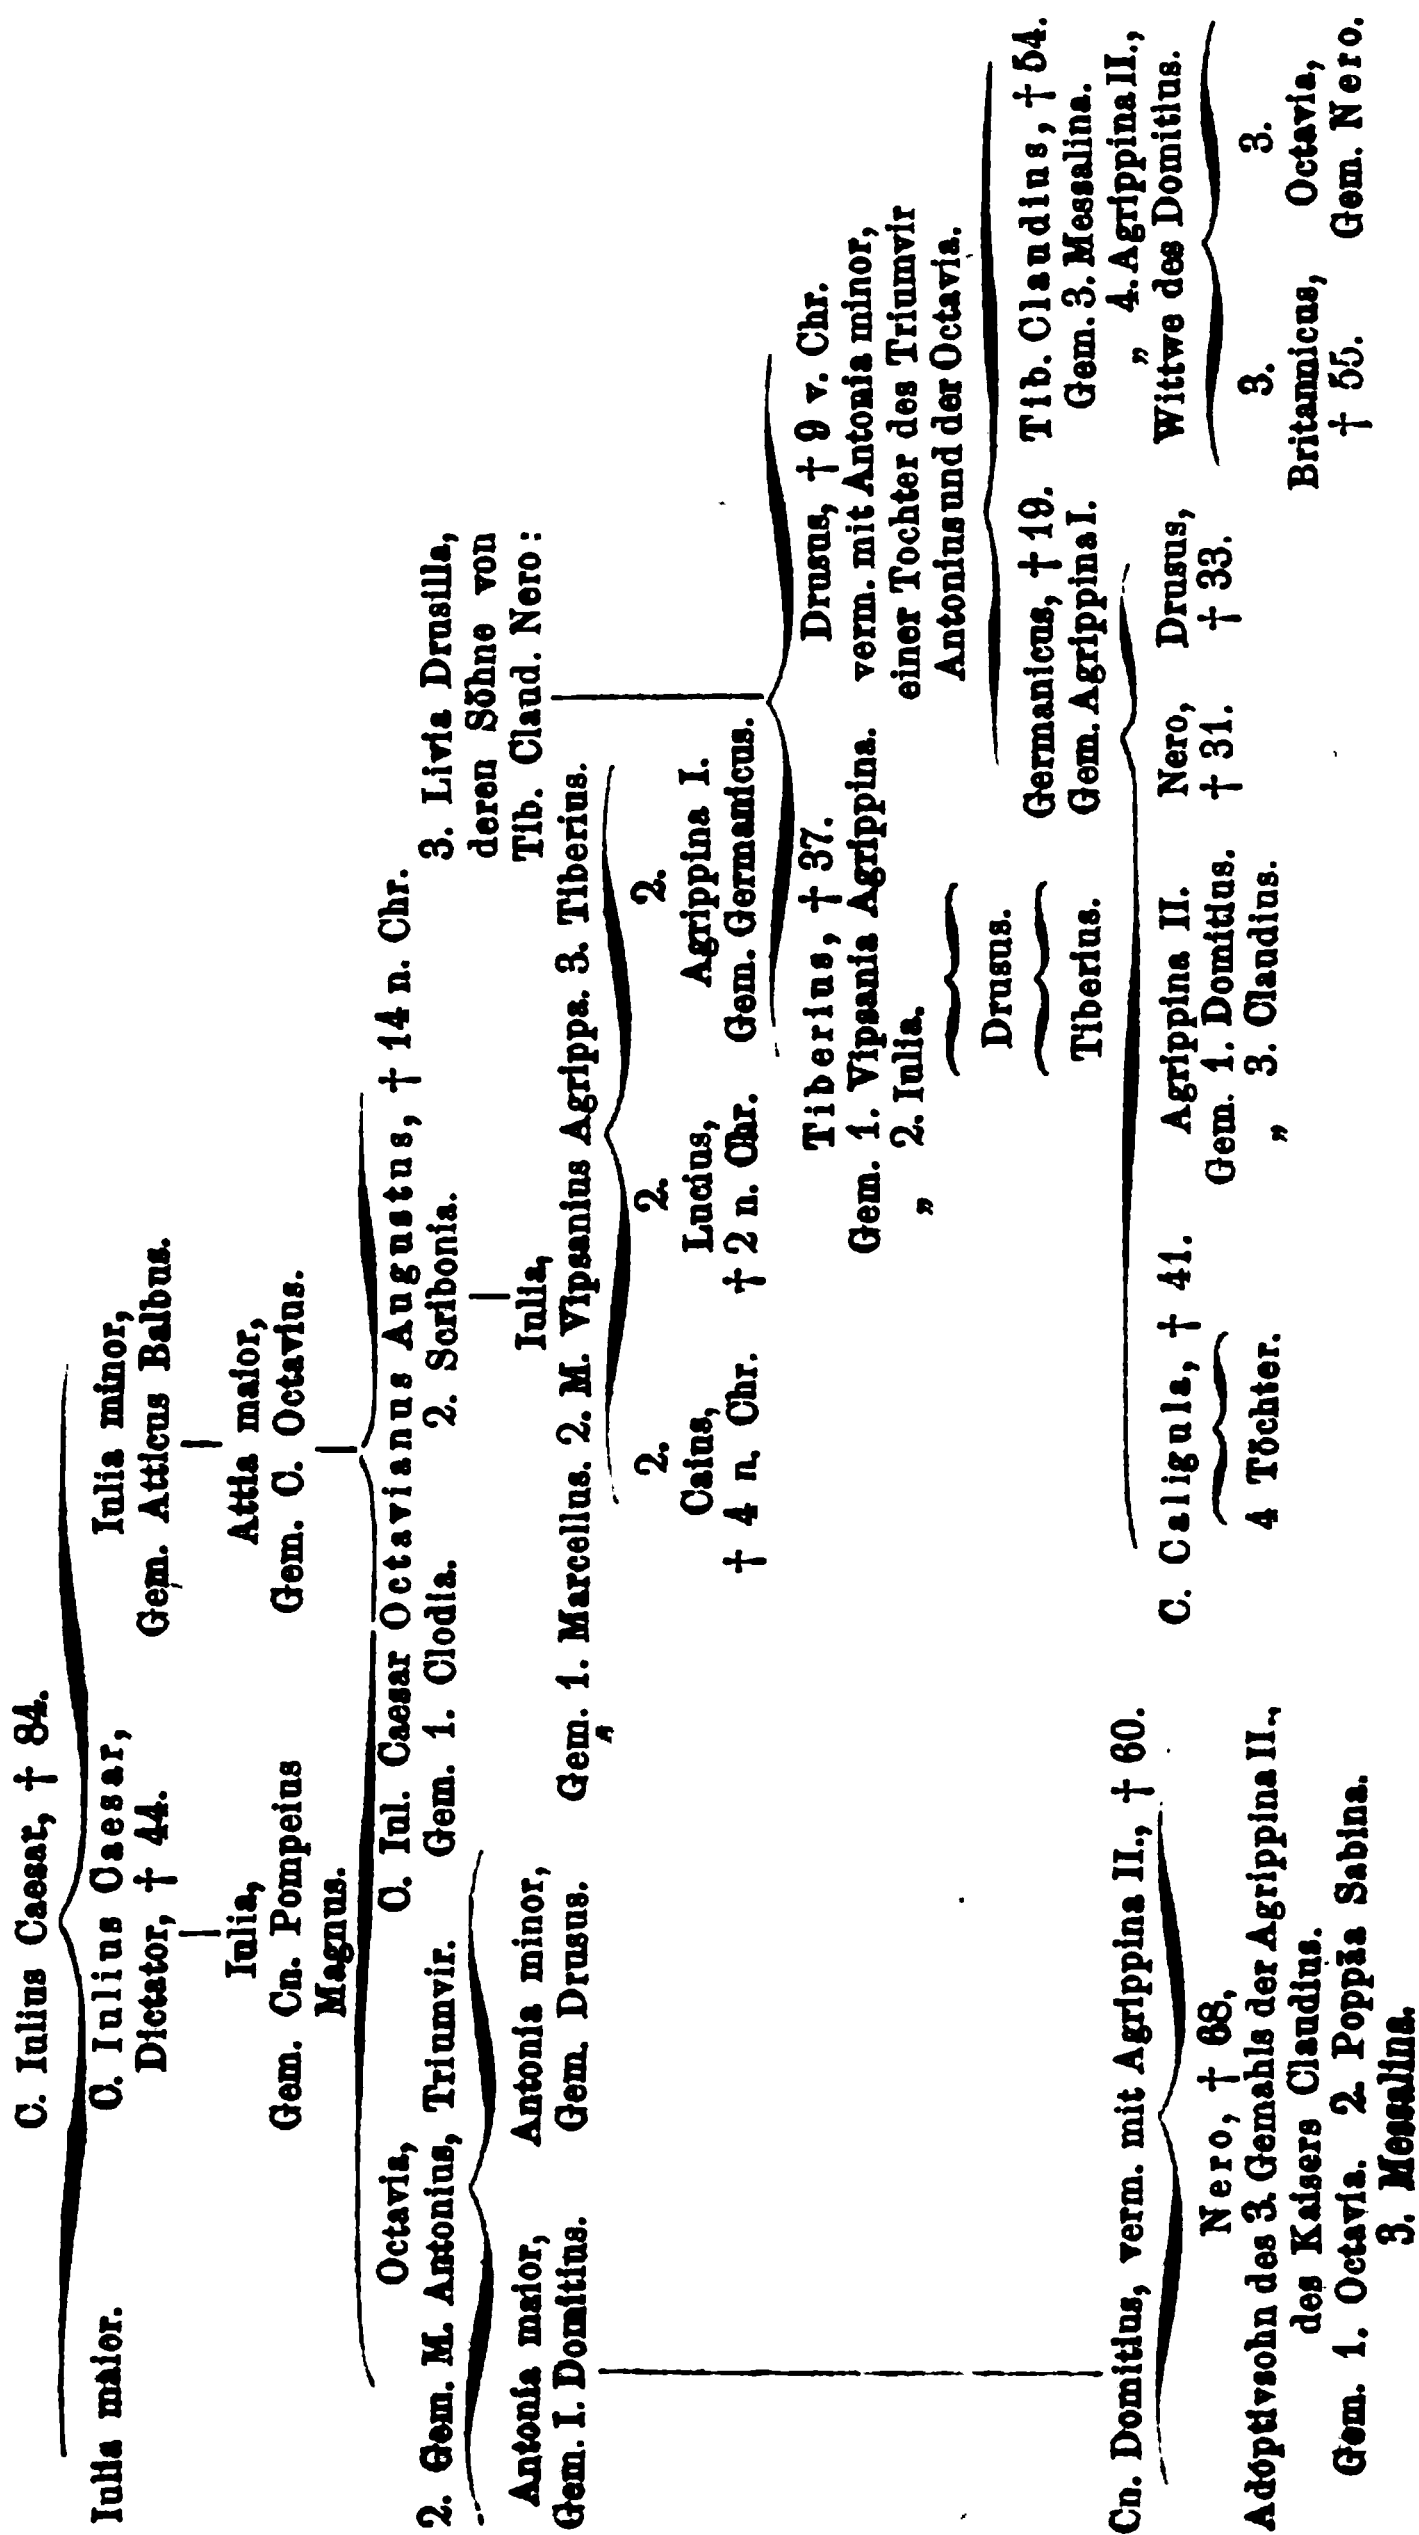 C. Iulius Caesar, † 84.
Iulia maior.
C. Iulius Caesar,
Dictator, † 44.
Iulia minor,
Gem. Atticus Balbus.
Iulia,
Gem. Cn. Pompeius
Magnus.
Attia maior,
Gem. C. Octavius.
Octavia,
2. Gem. M. Antonius, Triumvir.
C. Iul. Caesar Octavianus Augustus, † 14 n. Chr.
Gem. 1. Clodia. 2. Scribonia.
3. Livia Drusilla,
deren Söhne von
Tib. Claud. Nero:
Antonia maior,
Gem. I. Domitius.
Antonia minor,
Gem. Drusus.
Iulia,
Gem. 1. Marcellus. 2. M. Vipsanius Agrippa. 3. Tiberius.
„
2.
Caius,
† 4 n. Chr.
2.
Lucius,
† 2 n. Chr.
2.
Agrippina I.
Gem. Germanicus.
Tiberius, † 37.
Gem. 1. Vipsania Agrippina.
„ 2. Iulia.
Drusus, † 9 v. Chr.
verm. mit Antonia minor,
einer Tochter des Triumvir
Antonius und der Octavia.
Drusus.
Tiberius.
Germanicus, † 19.
Gem. Agrippina I.
Tib. Claudius, † 54.
Gem. 3. Messalina.
„ 4. Agrippina II.,
Wittwe des Domitius.
Cn. Domitius, verm. mit Agrippina II., † 60.
C. Caligula, † 41.
4 Töchter.
Agrippina II.
Gem. 1. Domitius.
„ 3. Claudius.
Nero,
† 31.
Drusus,
† 33.
3.
Britannicus,
† 55.
3.
Octavia,
Gem. Nero.
Nero, † 68,
Adoptivsohn des 3. Gemahls der Agrippina II.,
des Kaisers Claudius.
Gem. 1. Octavia. 2. Poppäa Sabina.
3. Messalina.